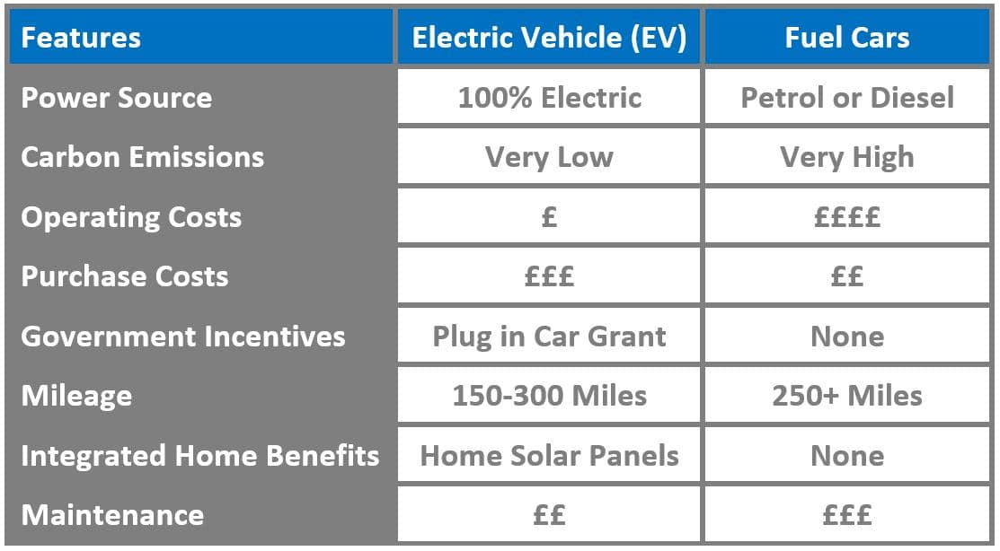 Features Electric Vehicle (EV) Fuel Cars
Power Source 100% Electric Petrol or Diesel
Carbon Emissions Very Low Very High
Operating Costs £ ££££
Purchase Costs £££ ££
Government Incentives Plug in Car Grant None
Mileage 150-300 Miles 250+ Miles
Integrated Home Benefits Home Solar Panels None
Maintenance ££ £££